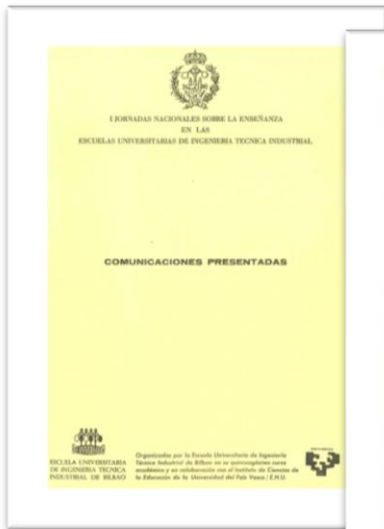 I JORNADAS NACIONALES SOBRE LA ENSEÑANZA
EN LAS
ESCUELAS UNIVERSITARIAS DE INGENIERIA TECNICA INDUSTRIAL
COMUNICACIONES PRESENTADAS
ESCUELA UNIVERSITARIA
DE INGENIERIA TECNICA
INDUSTRIAL DE BILBAO
Organizadas por la Escuela Universitaria de Ingeniería
Técnica Industrial de Bilbao en su quincuagésimo curso
académico y en colaboración con el Instituto de Ciencias de
la Educación de la Universidad del País Vasco / E.H.U.